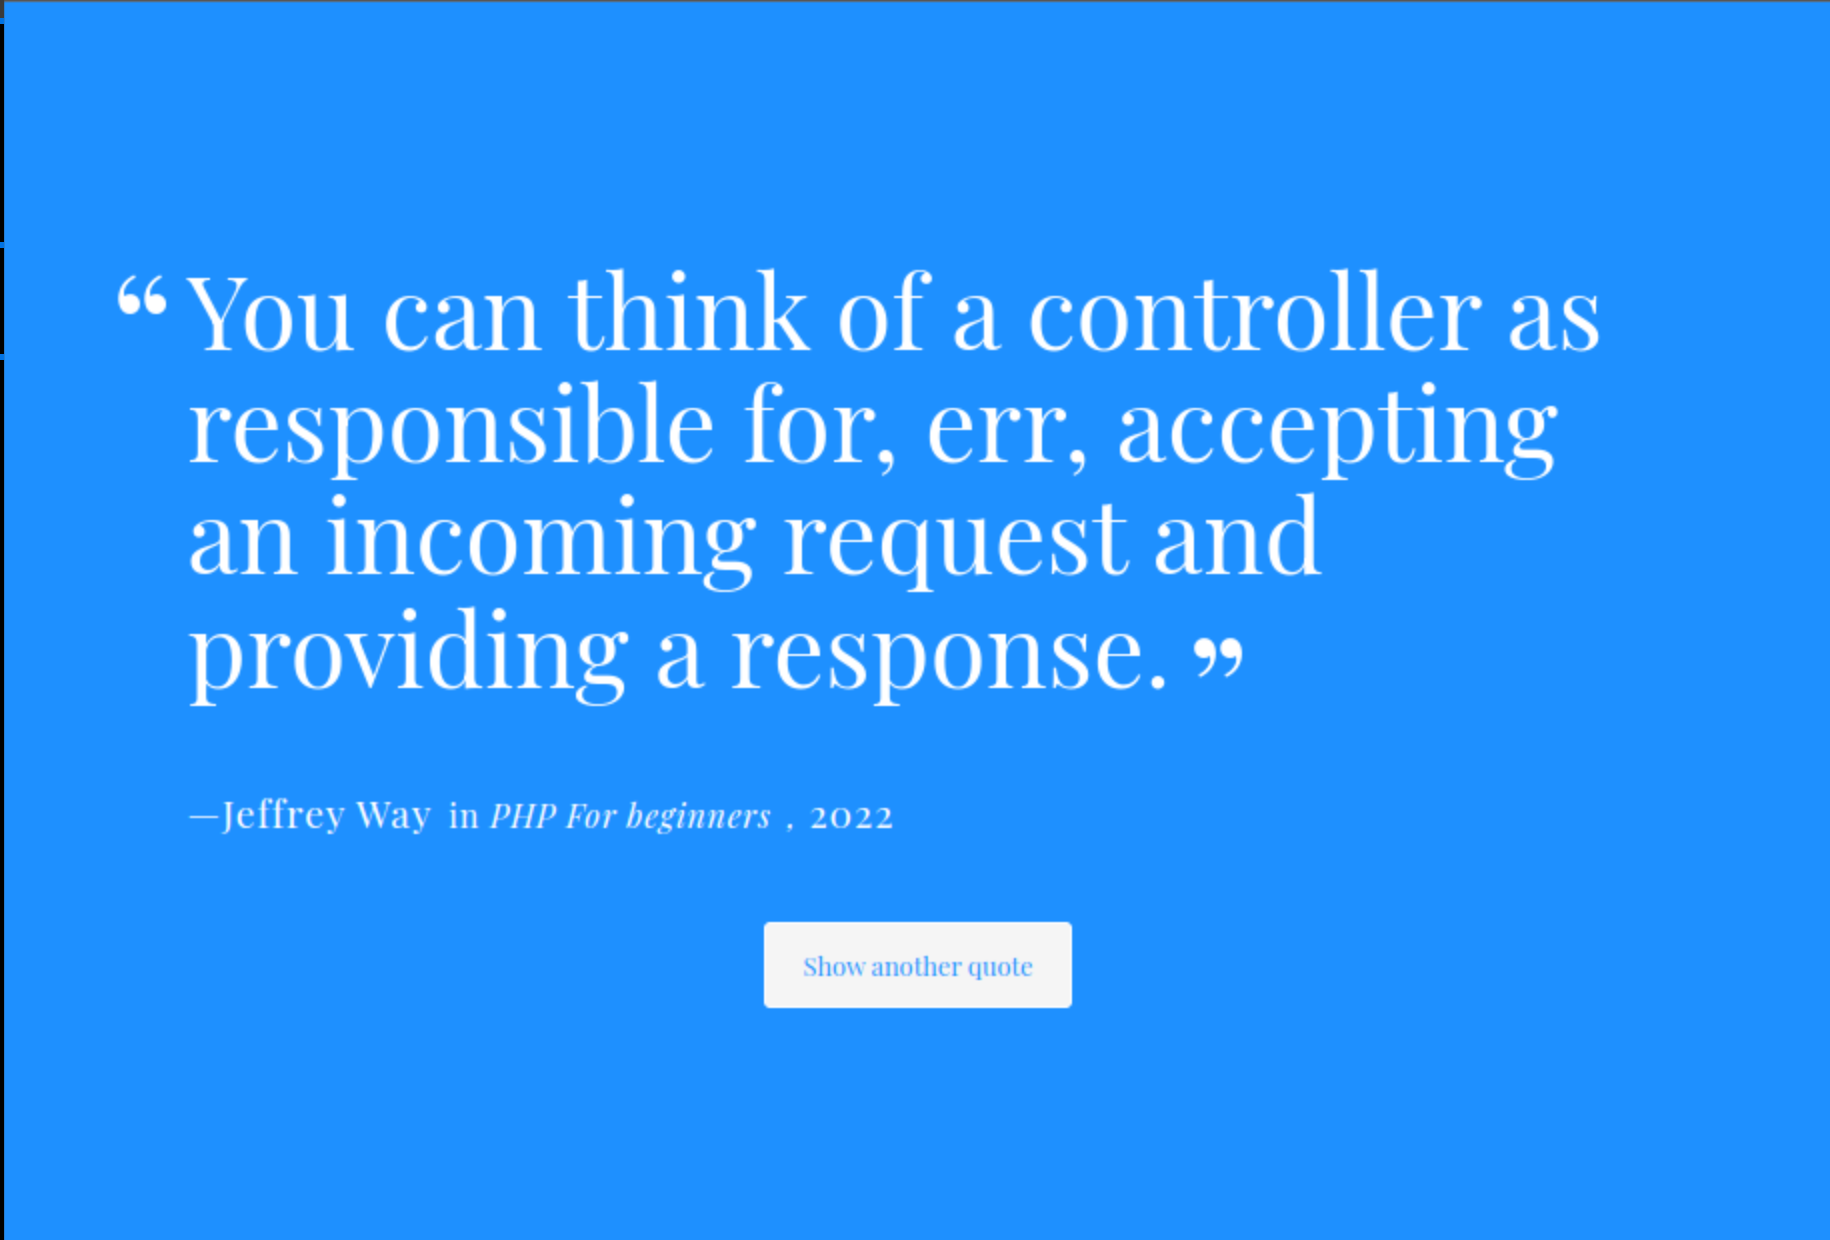 “ You can think of a controller as
responsible for, err, accepting
an incoming request and
providing a response. ”
—Jeffrey Way in PHP For beginners , 2022
Show another quote